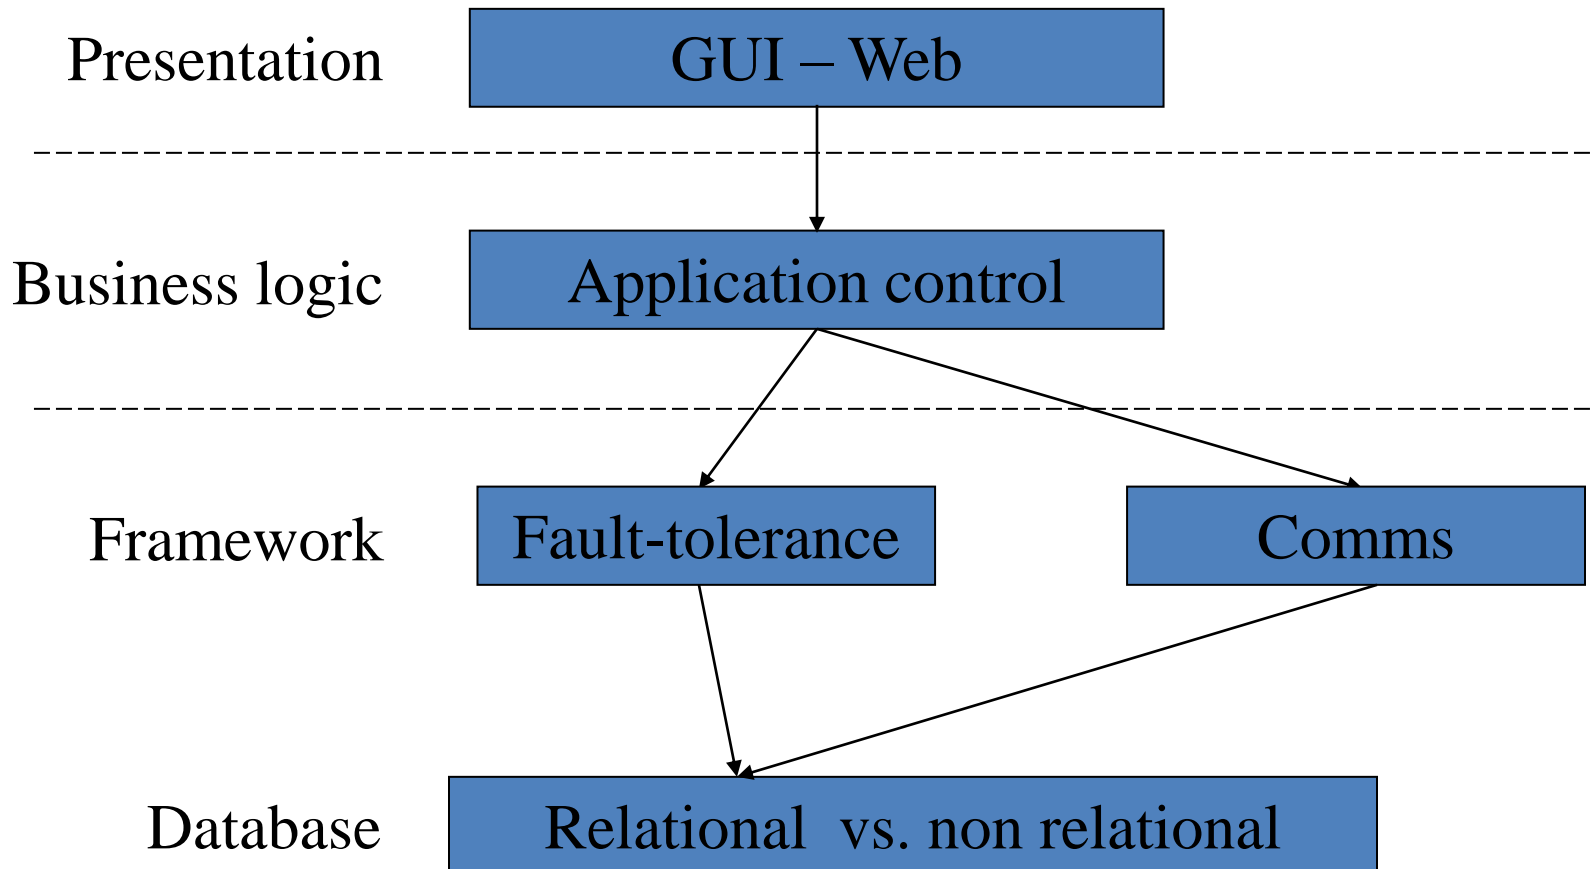 Presentation
GUI – Web
Business logic
Application control
Framework
Fault-tolerance
Comms
Database
Relational  vs. non relational